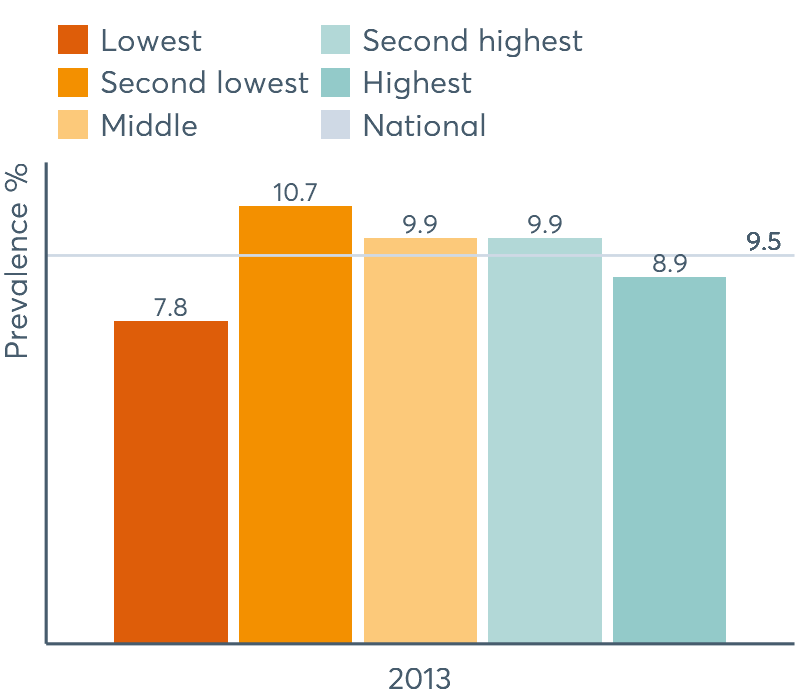 Lowest
Second lowest
Middle
Second highest
Highest
National
Prevalence %
7.8
10.7
9.9
9.9
8.9
9.5
2013